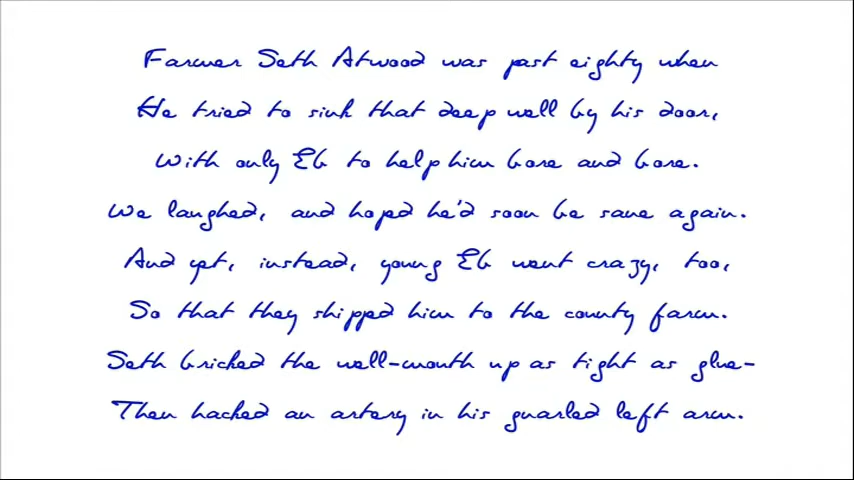 Farmer Seth Atwood was past eighty when
He tried to sink that deep well by his door,
With only Eb to help him bore and bore.
We laughed, and hoped he'd soon be sane again.
And yet, instead, young Eb went crazy, too,
So that they shipped him to the county farm.
Seth bricked the well-mouth up as tight as glue-
Then hacked an artery in his gnarled left arm.